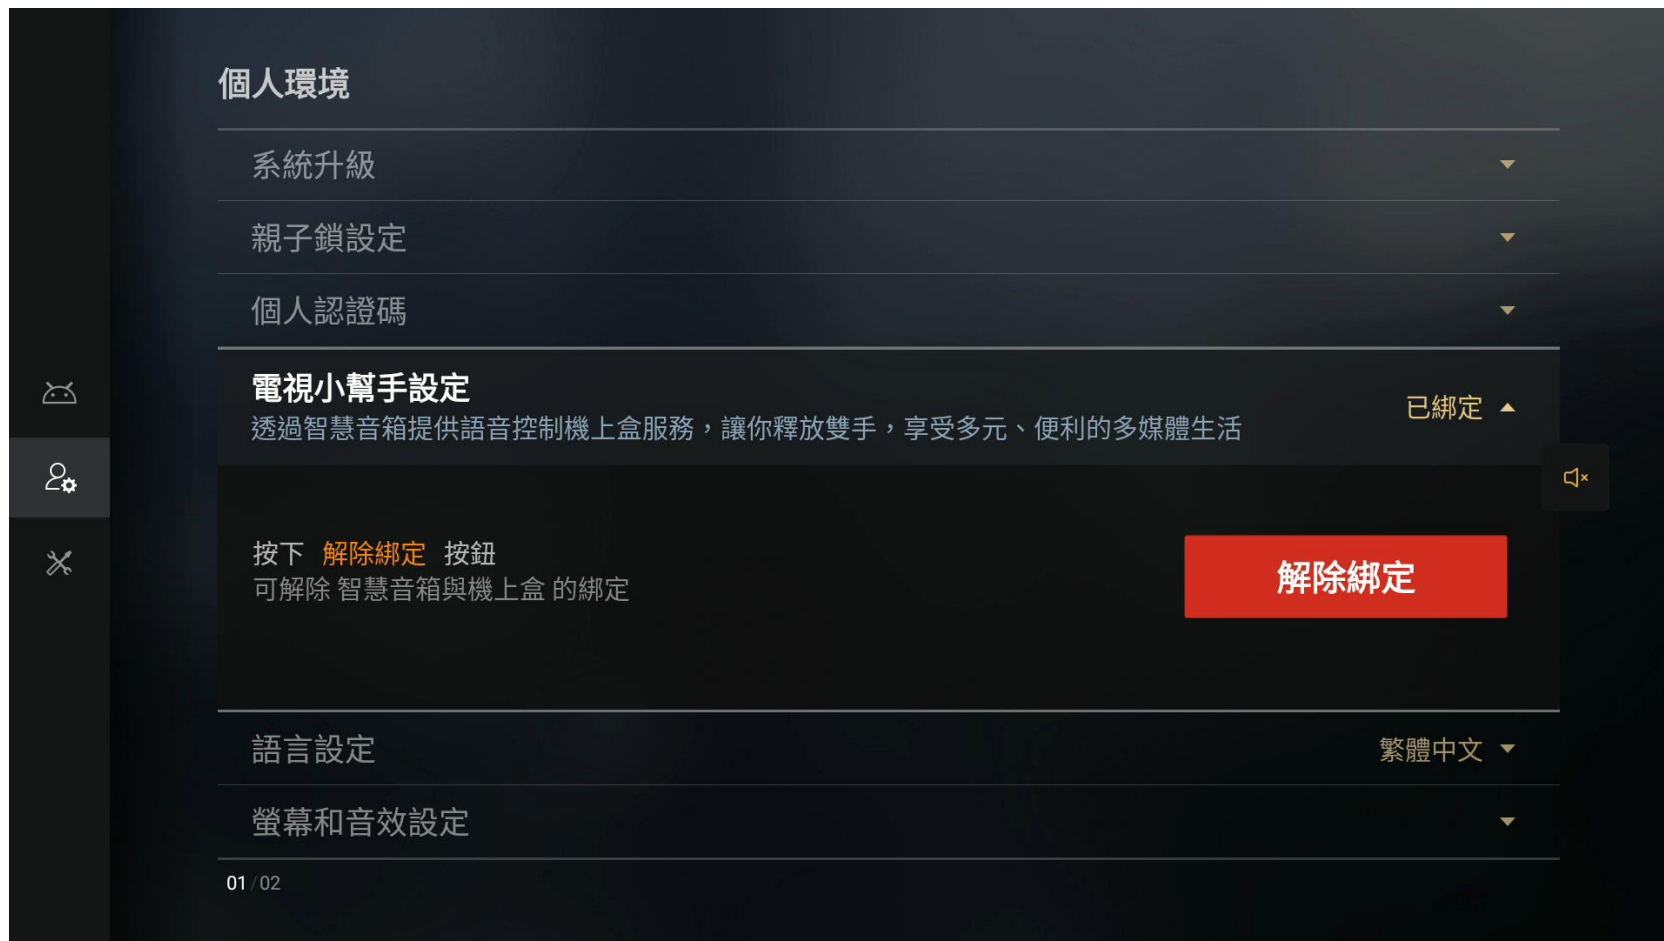 個人環境
系統升級
親子鎖設定
個人認證碼
電視小幫手設定
透過智慧音箱提供語音控制機上盒服務，讓你釋放雙手，享受多元、便利的多媒體生活
已綁定
按下 解除綁定 按鈕
可解除 智慧音箱與機上盒 的綁定
解除綁定
語言設定
繁體中文
螢幕和音效設定
01/02